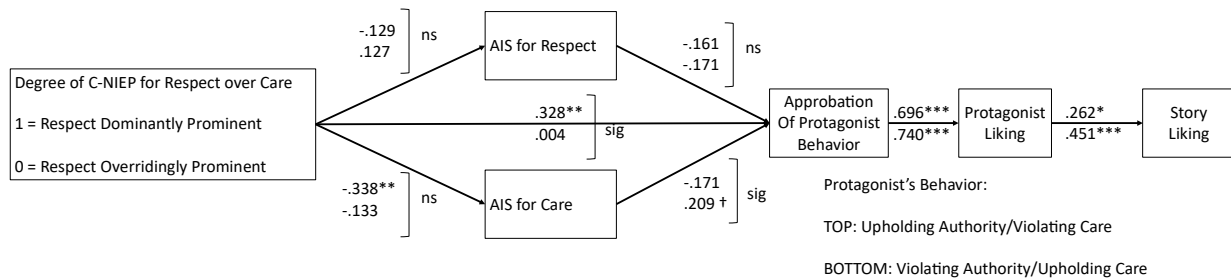 Degree of C-NIEP for Respect over Care
1 = Respect Dominantly Prominent
0 = Respect Overridingly Prominent
-.129
.127
ns
AIS for Respect
-.161
-.171
ns
.328**
.004
sig
-.338**
-.133
ns
AIS for Care
-.171
.209 †
sig
Approbation
Of Protagonist
Behavior
.696***
.740***
Protagonist
Liking
.262*
.451***
Story
Liking
Protagonist’s Behavior:
TOP: Upholding Authority/Violating Care
BOTTOM: Violating Authority/Upholding Care